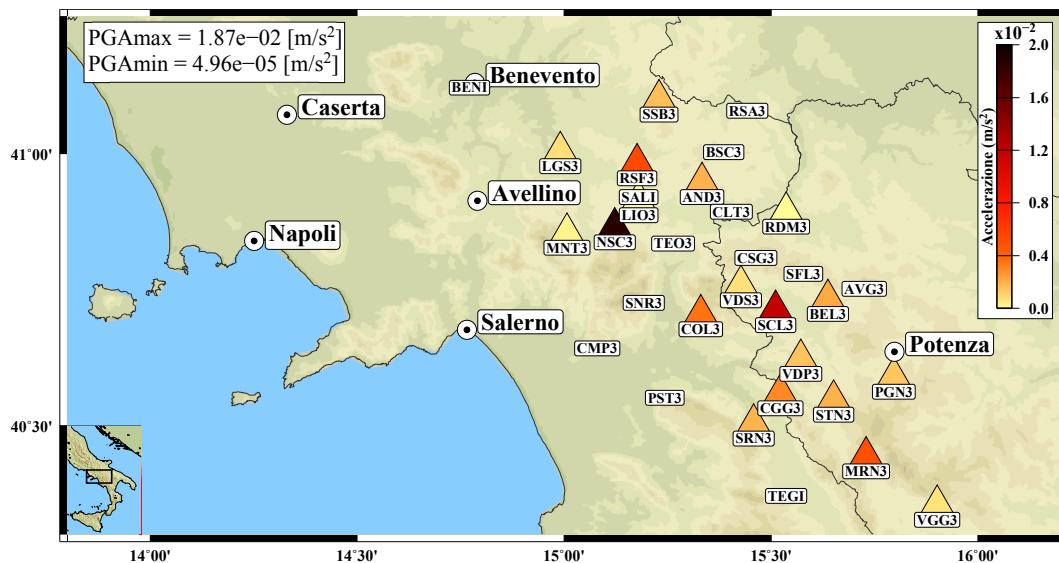 PGAmax = 1.87e−02 [m/s²]
PGAmin = 4.96e−05 [m/s²]
x10⁻²
2.0
1.6
1.2
0.8
0.4
0.0
Accelerazione (m/s²)
Benevento
BENI
Caserta
SSB3
RSA3
41°00'
LGS3
RSF3
BSC3
SALI
AND3
Avellino
LIO3
CLT3
RDM3
Napoli
MNT3
NSC3
TEO3
CSG3
SFL3
VDS3
AVG3
SNR3
BEL3
Salerno
COL3
SCL3
CMP3
Potenza
VDP3
PGN3
PST3
CGG3
STN3
40°30'
SRN3
MRN3
TEGI
VGG3
14°00'
14°30'
15°00'
15°30'
16°00'